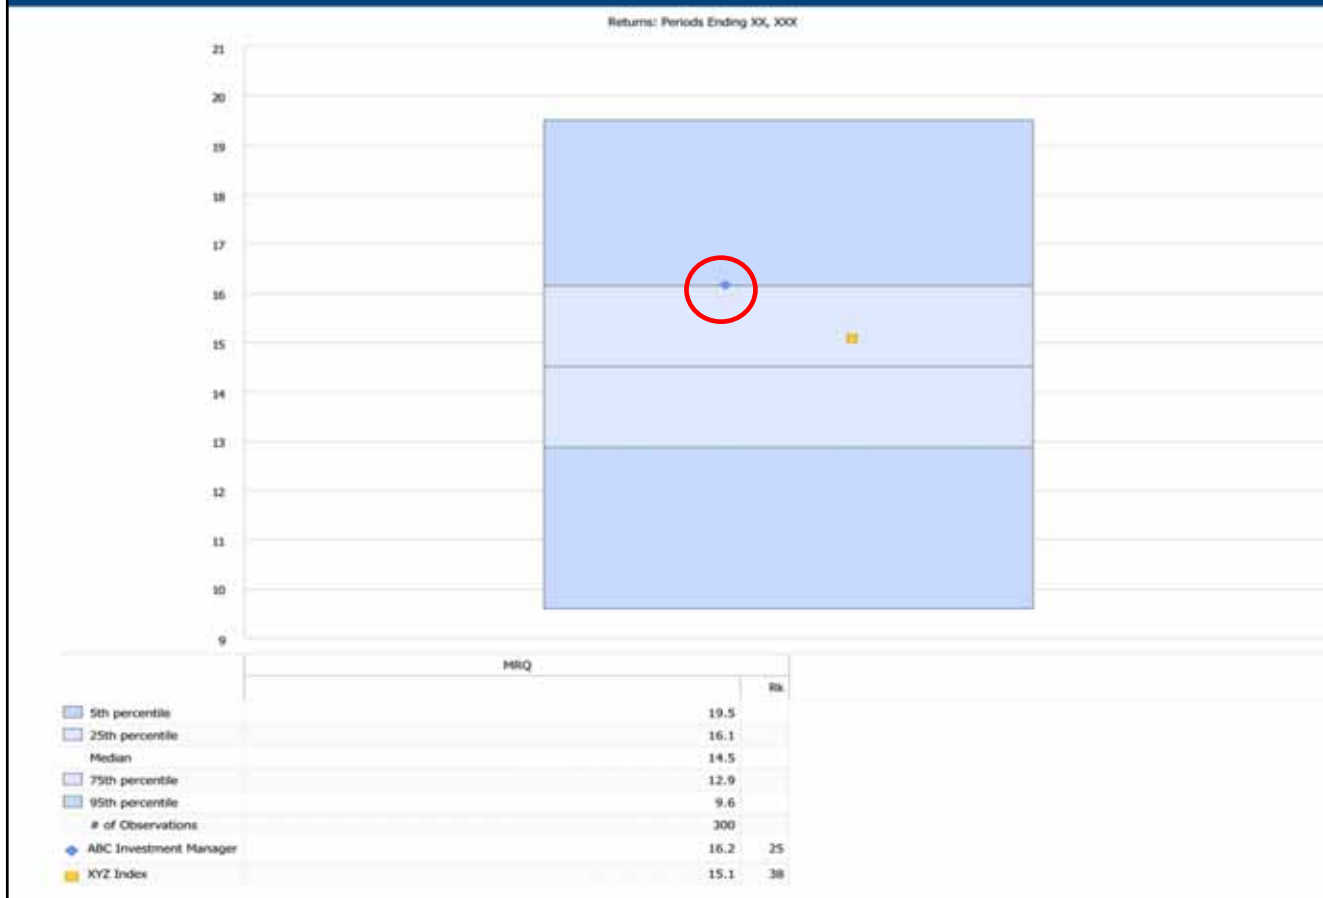 Returns: Periods Ending XX, XXX
21
20
19
18
17
16
15
14
13
12
11
10
9
MRQ
Rk
5th percentile 19.5
25th percentile 16.1
Median 14.5
75th percentile 12.9
95th percentile 9.6
# of Observations 300
ABC Investment Manager 16.2 25
XYZ Index 15.1 38